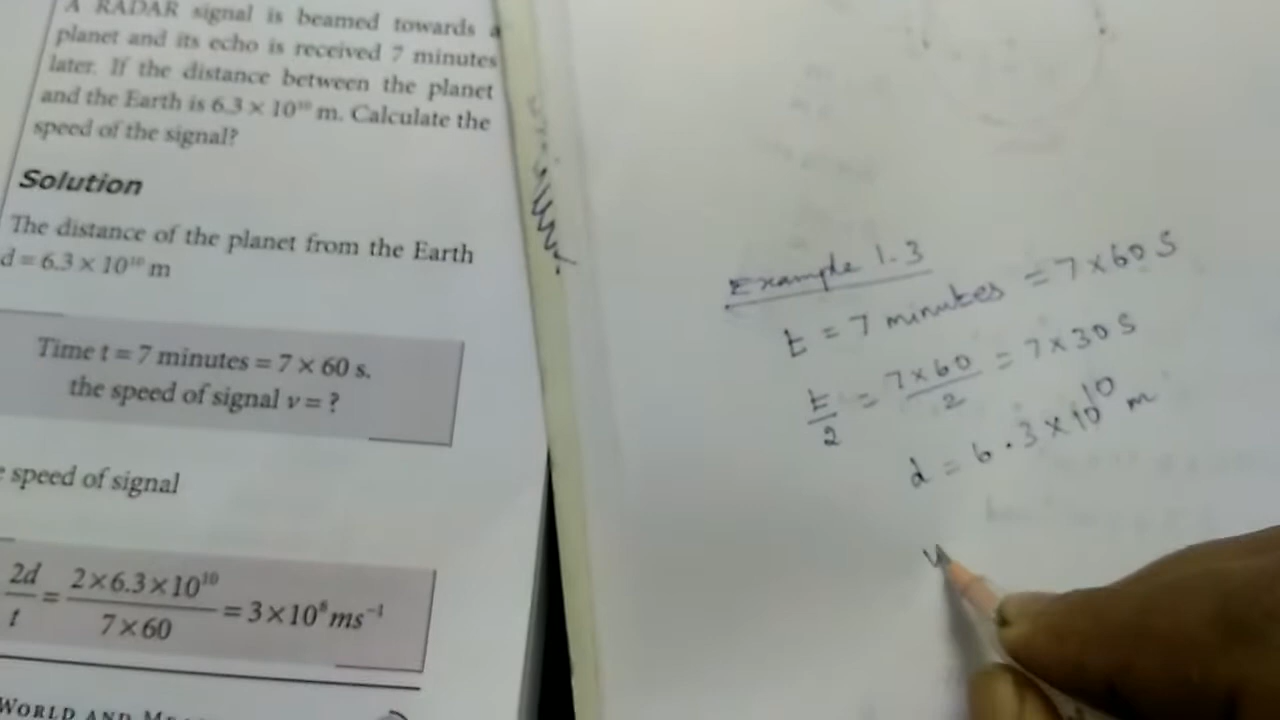 A RADAR signal is beamed towards a
planet and its echo is received 7 minutes
later. If the distance between the planet
and the Earth is 6.3 × 10¹⁰ m. Calculate the
speed of the signal?
Solution
The distance of the planet from the Earth
d = 6.3 × 10¹⁰ m
Time t = 7 minutes = 7 × 60 s.
the speed of signal v = ?
speed of signal
2d/t = 2×6.3×10¹⁰/7×60 = 3×10⁸ms⁻¹
WORLD AND
Example 1.3
t = 7 minutes = 7×60 S
t/2 = 7×60/2 = 7×30 S
d = 6.3×10¹⁰ m